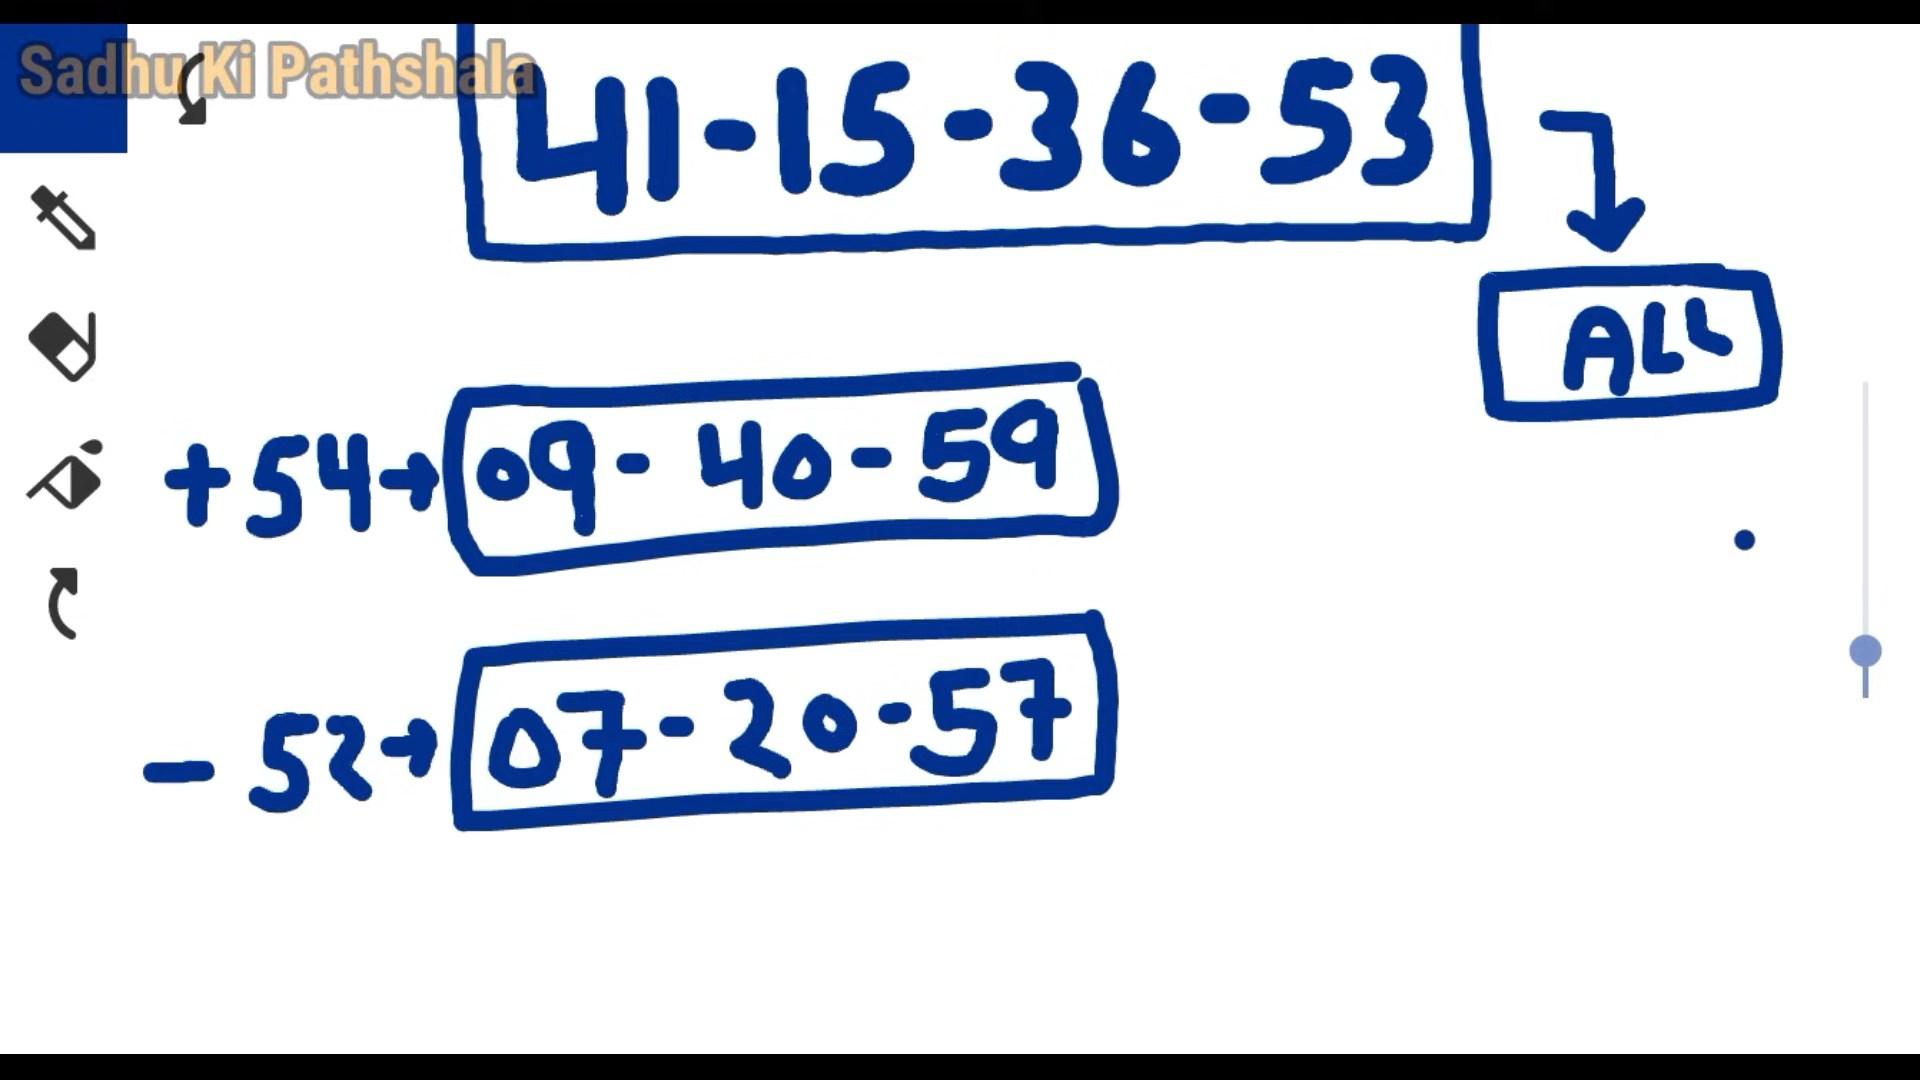 Sadhu Ki Pathshala
41-15-36-53
ALL
+54→ 09-40-59
-52→ 07-20-57